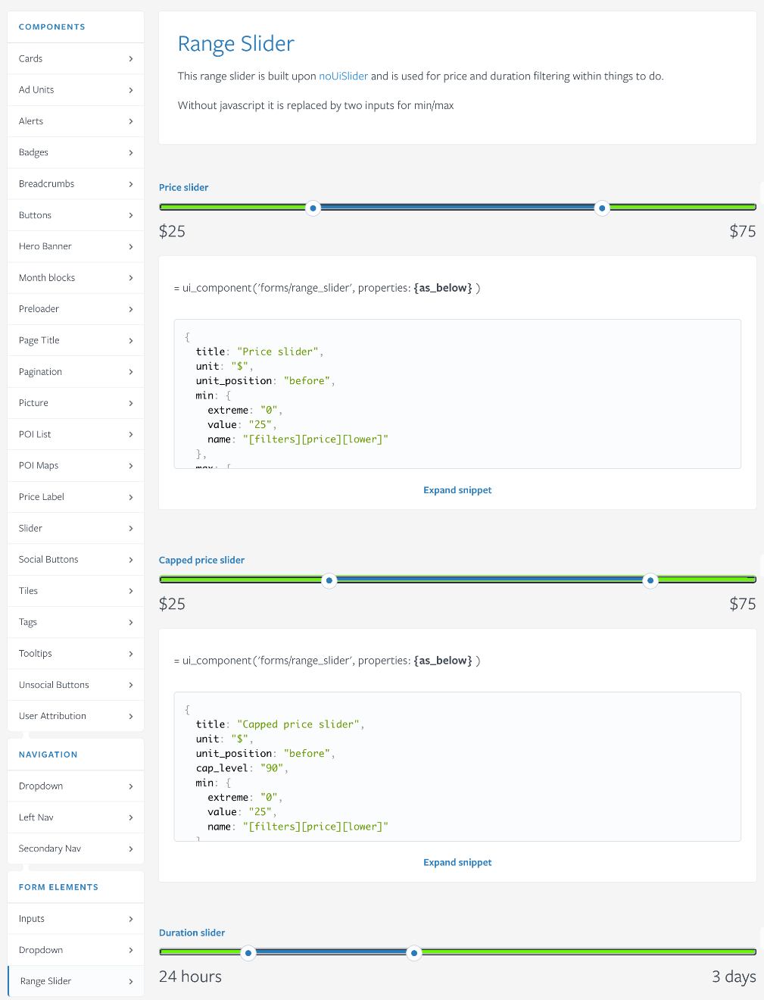 COMPONENTS
Cards
Ad Units
Alerts
Badges
Breadcrumbs
Buttons
Hero Banner
Month blocks
Preloader
Page Title
Pagination
Picture
POI List
POI Maps
Price Label
Slider
Social Buttons
Tiles
Tags
Tooltips
Unsocial Buttons
User Attribution
NAVIGATION
Dropdown
Left Nav
Secondary Nav
FORM ELEMENTS
Inputs
Dropdown
Range Slider
Range Slider
This range slider is built upon noUiSlider and is used for price and duration filtering within things to do.
Without javascript it is replaced by two inputs for min/max
Price slider
$25 $75
= ui_component('forms/range_slider', properties: {as_below} )
{
title: "Price slider",
unit: "$",
unit_position: "before",
min: {
extreme: "0",
value: "25",
name: "[filters][price][lower]"
},
max: {
Expand snippet
Capped price slider
$25 $75
= ui_component('forms/range_slider', properties: {as_below} )
{
title: "Capped price slider",
unit: "$",
unit_position: "before",
cap_level: "90",
min: {
extreme: "0",
value: "25",
name: "[filters][price][lower]"
}
Expand snippet
Duration slider
24 hours 3 days